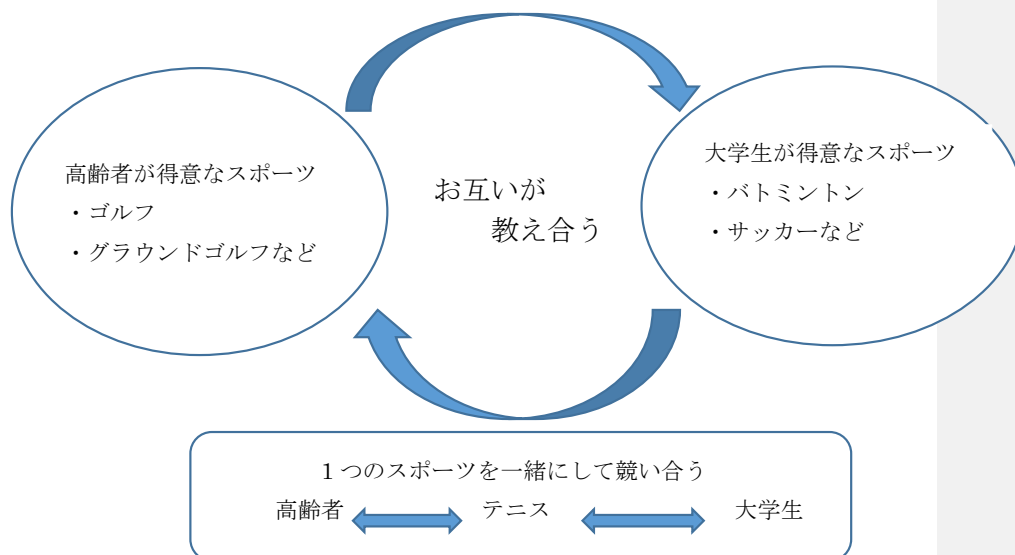 高齢者が得意なスポーツ
・ゴルフ
・グラウンドゴルフなど
お互いが
教え合う
大学生が得意なスポーツ
・バトミントン
・サッカーなど
1つのスポーツを一緒にして競い合う
高齢者 テニス 大学生